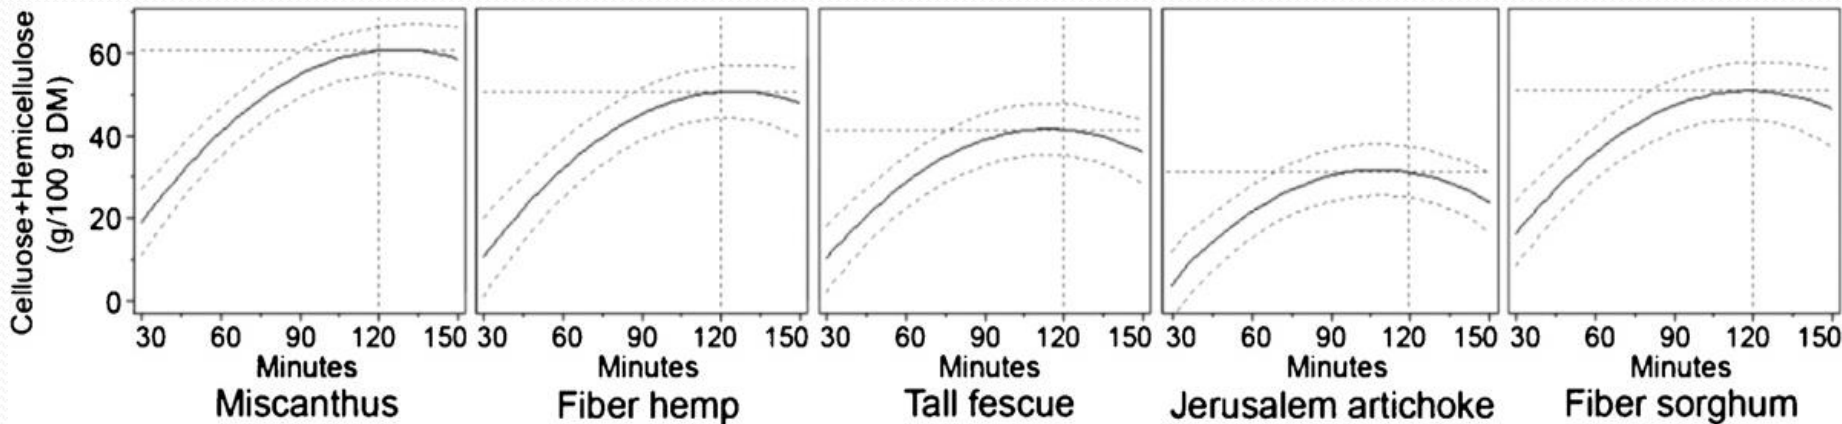 Celluose+Hemicellulose
(g/100 g DM)
60
40
20
0
30 60 90 120 150
30 60 90 120 150
30 60 90 120 150
30 60 90 120 150
30 60 90 120 150
Minutes Minutes Minutes Minutes Minutes
Miscanthus Fiber hemp Tall fescue Jerusalem artichoke Fiber sorghum